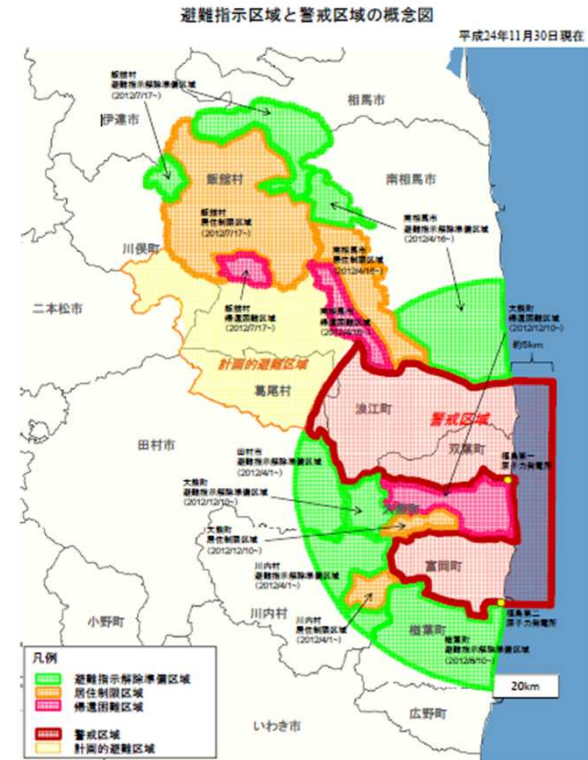 避難指示区域と警戒区域の概念図
平成24年11月30日現在
飯舘村
避難指示解除準備区域
(2012/7/17~)
相馬市
伊達市
飯舘村
南相馬市
飯舘村
居住制限区域
(2012/7/17~)
南相馬市
避難指示解除準備区域
(2012/4/16~)
川俣町
南相馬市
居住制限区域
(2012/4/16~)
二本松市
飯舘村
帰還困難区域
(2012/7/17~)
南相馬市
帰還困難区域
(2012/4/16~)
大熊町
帰還困難区域
(2012/12/10~)
約5km
計画的避難区域
葛尾村
浪江町
警戒区域
双葉町
田村市
田村市
避難指示解除準備区域
(2012/4/1~)
福島第一
原子力発電所
大熊町
避難指示解除準備区域
(2012/12/10~)
大熊町
大熊町
居住制限区域
(2012/12/10~)
川内村
避難指示解除準備区域
(2012/4/1~)
富岡町
川内村
川内村
居住制限区域
(2012/4/1~)
福島第二
原子力発電所
小野町
楢葉町
楢葉町
避難指示解除準備区域
(2012/8/10~)
20km
広野町
いわき市
凡例
避難指示解除準備区域
居住制限区域
帰還困難区域
警戒区域
計画的避難区域